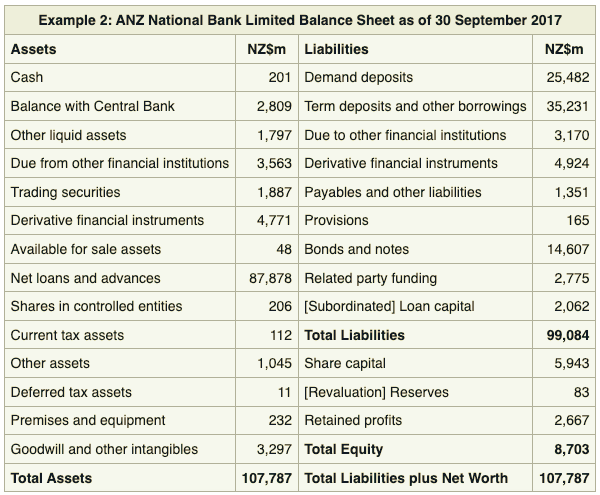 Example 2: ANZ National Bank Limited Balance Sheet as of 30 September 2017
Assets NZ$m Liabilities NZ$m
Cash 201 Demand deposits 25,482
Balance with Central Bank 2,809 Term deposits and other borrowings 35,231
Other liquid assets 1,797 Due to other financial institutions 3,170
Due from other financial institutions 3,563 Derivative financial instruments 4,924
Trading securities 1,887 Payables and other liabilities 1,351
Derivative financial instruments 4,771 Provisions 165
Available for sale assets 48 Bonds and notes 14,607
Net loans and advances 87,878 Related party funding 2,775
Shares in controlled entities 206 [Subordinated] Loan capital 2,062
Current tax assets 112 Total Liabilities 99,084
Other assets 1,045 Share capital 5,943
Deferred tax assets 11 [Revaluation] Reserves 83
Premises and equipment 232 Retained profits 2,667
Goodwill and other intangibles 3,297 Total Equity 8,703
Total Assets 107,787 Total Liabilities plus Net Worth 107,787